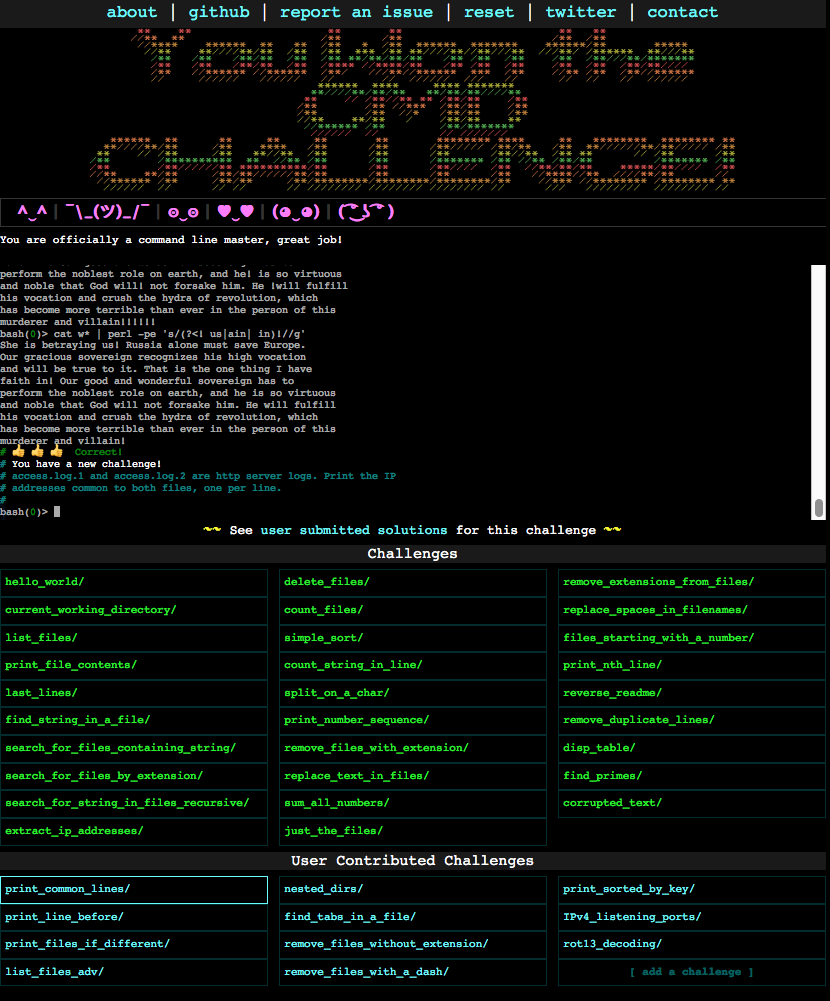 about | github | report an issue | reset | twitter | contact
^‿^ | ¯\_(ツ)_/¯ | ʘ‿ʘ | ♥‿♥ | (◕‿◕) | ( ͡° ͜ʖ ͡° )
You are officially a command line master, great job!
perform the noblest role on earth, and he! is so virtuous
and noble that God will! not forsake him. He !will fulfill
his vocation and crush the hydra of revolution, which
has become more terrible than ever in the person of this
murderer and villain!!!!!!
bash(0)> cat w* | perl -pe 's/(?<! us|ain| in)!//g'
She is betraying us! Russia alone must save Europe.
Our gracious sovereign recognizes his high vocation
and will be true to it. That is the one thing I have
faith in! Our good and wonderful sovereign has to
perform the noblest role on earth, and he is so virtuous
and noble that God will not forsake him. He will fulfill
his vocation and crush the hydra of revolution, which
has become more terrible than ever in the person of this
murderer and villain!
# 👍 👍 👍 Correct!
# You have a new challenge!
# access.log.1 and access.log.2 are http server logs. Print the IP
# addresses common to both files, one per line.
#
bash(0)>
~~ See user submitted solutions for this challenge ~~
Challenges
hello_world/ delete_files/ remove_extensions_from_files/
current_working_directory/ count_files/ replace_spaces_in_filenames/
list_files/ simple_sort/ files_starting_with_a_number/
print_file_contents/ count_string_in_line/ print_nth_line/
last_lines/ split_on_a_char/ reverse_readme/
find_string_in_a_file/ print_number_sequence/ remove_duplicate_lines/
search_for_files_containing_string/ remove_files_with_extension/ disp_table/
search_for_files_by_extension/ replace_text_in_files/ find_primes/
search_for_string_in_files_recursive/ sum_all_numbers/ corrupted_text/
extract_ip_addresses/ just_the_files/
User Contributed Challenges
print_common_lines/ nested_dirs/ print_sorted_by_key/
print_line_before/ find_tabs_in_a_file/ IPv4_listening_ports/
print_files_if_different/ remove_files_without_extension/ rot13_decoding/
list_files_adv/ remove_files_with_a_dash/ [ add a challenge ]